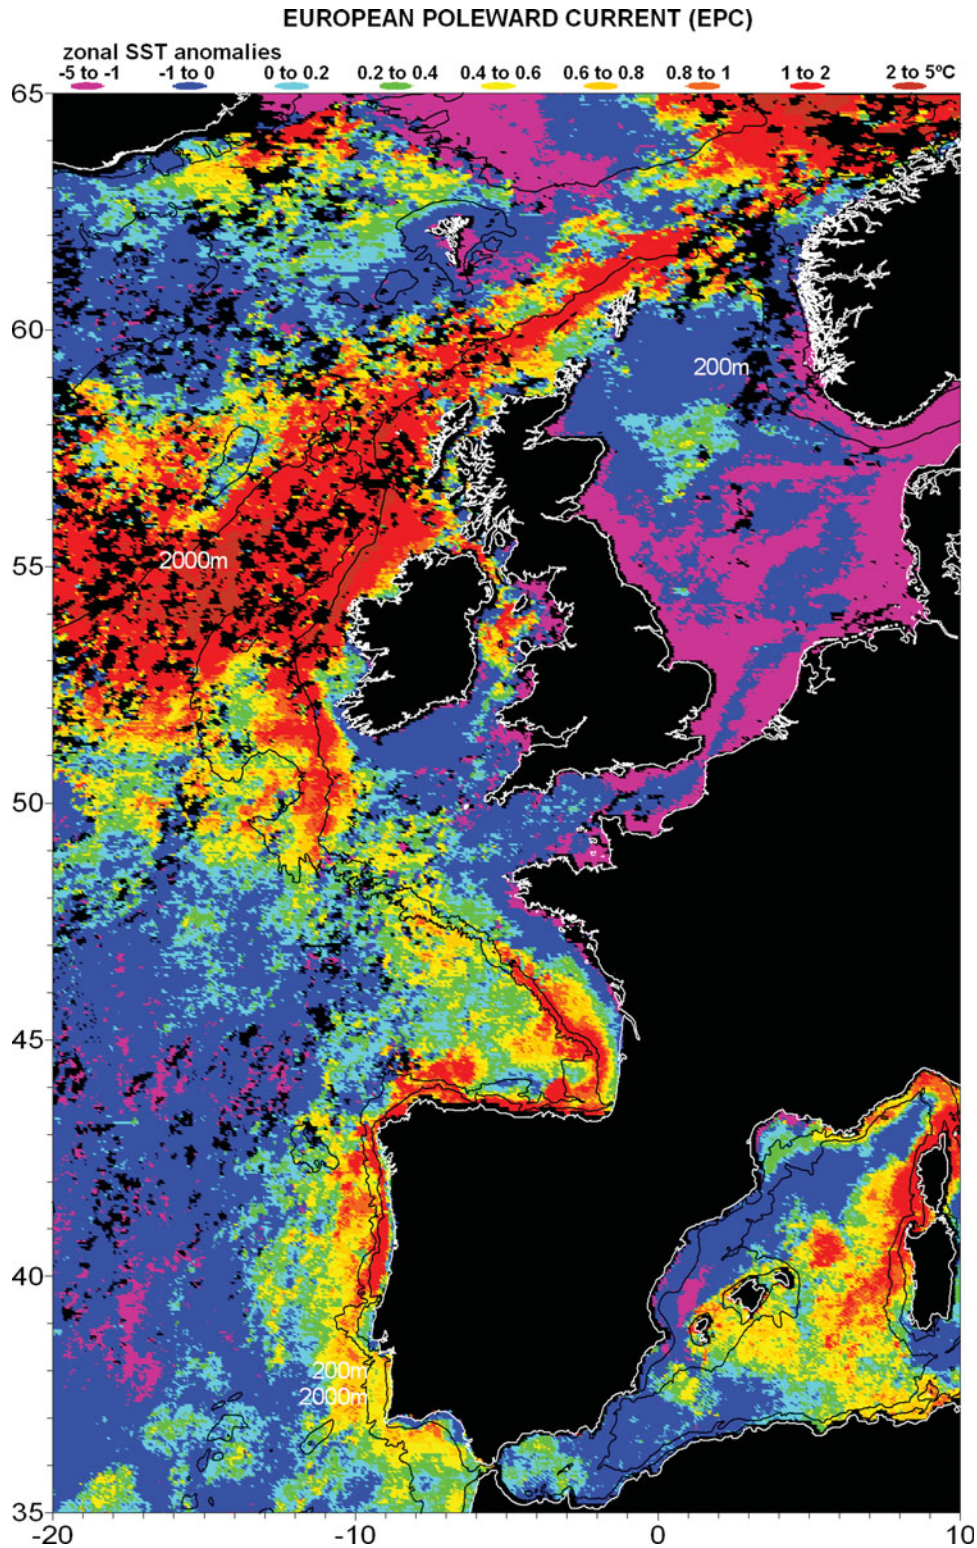 EUROPEAN POLEWARD CURRENT (EPC)
zonal SST anomalies
-5 to -1 -1 to 0 0 to 0.2 0.2 to 0.4 0.4 to 0.6 0.6 to 0.8 0.8 to 1 1 to 2 2 to 5ºC
65
60
200m
2000m
55
50
45
40
200m
2000m
35
-20 -10 0 10